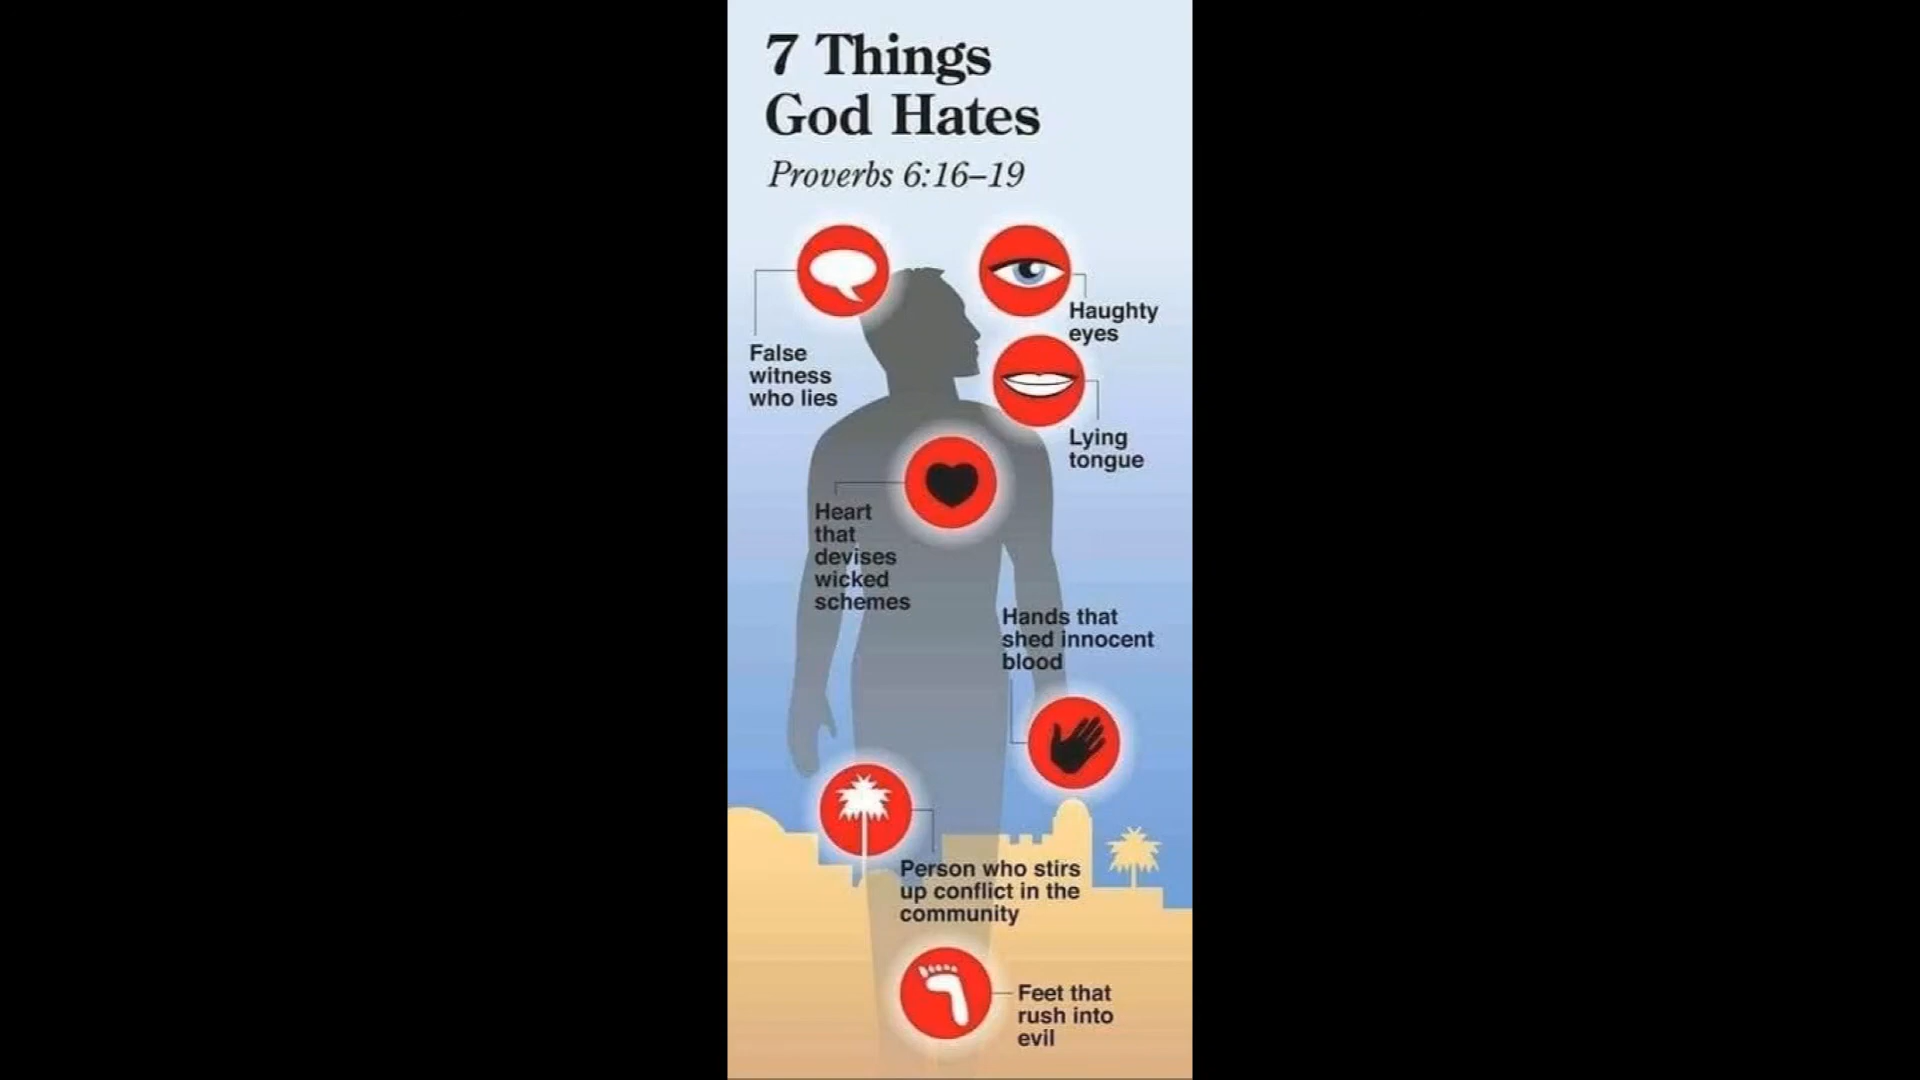 7 Things
God Hates
Proverbs 6:16–19
Haughty
eyes
False
witness
who lies
Lying
tongue
Heart
that
devises
wicked
schemes
Hands that
shed innocent
blood
Person who stirs
up conflict in the
community
Feet that
rush into
evil